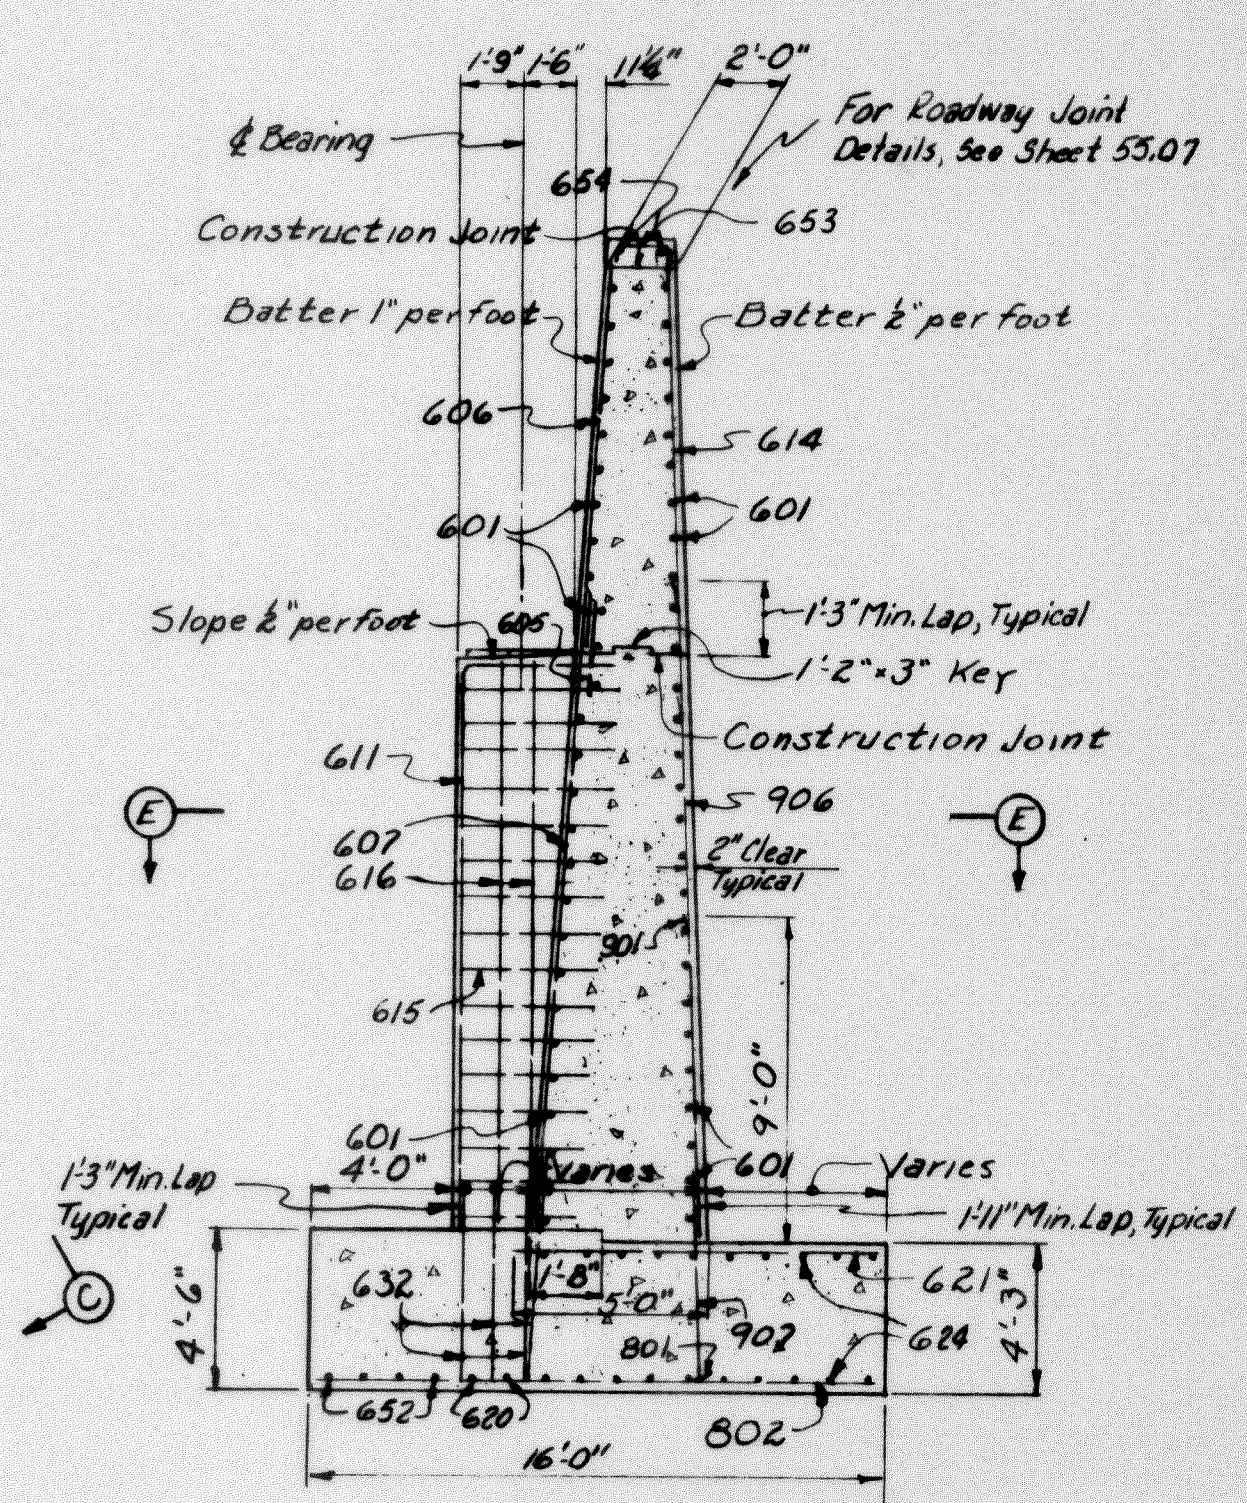 1'-9" 1'-6" 11¼" 2'-0"
For Roadway Joint
Details, See Sheet 55.07
℄ Bearing
654
653
Construction Joint
Batter 1" per foot
Batter ½" per foot
606
614
601
601
Slope ½" per foot
605
1'-3" Min. Lap, Typical
1'-2" x 3" Key
Construction Joint
611
906
E
E
607
2" Clear
Typical
616
901
615
9'-0"
601
4'-0"
Varies
601
Varies
1'-3" Min. Lap
Typical
1'-11" Min. Lap, Typical
C
4'-6"
632
1'-8"
5'-0"
621
4'-3"
801
907
624
652
620
802
16'-0"